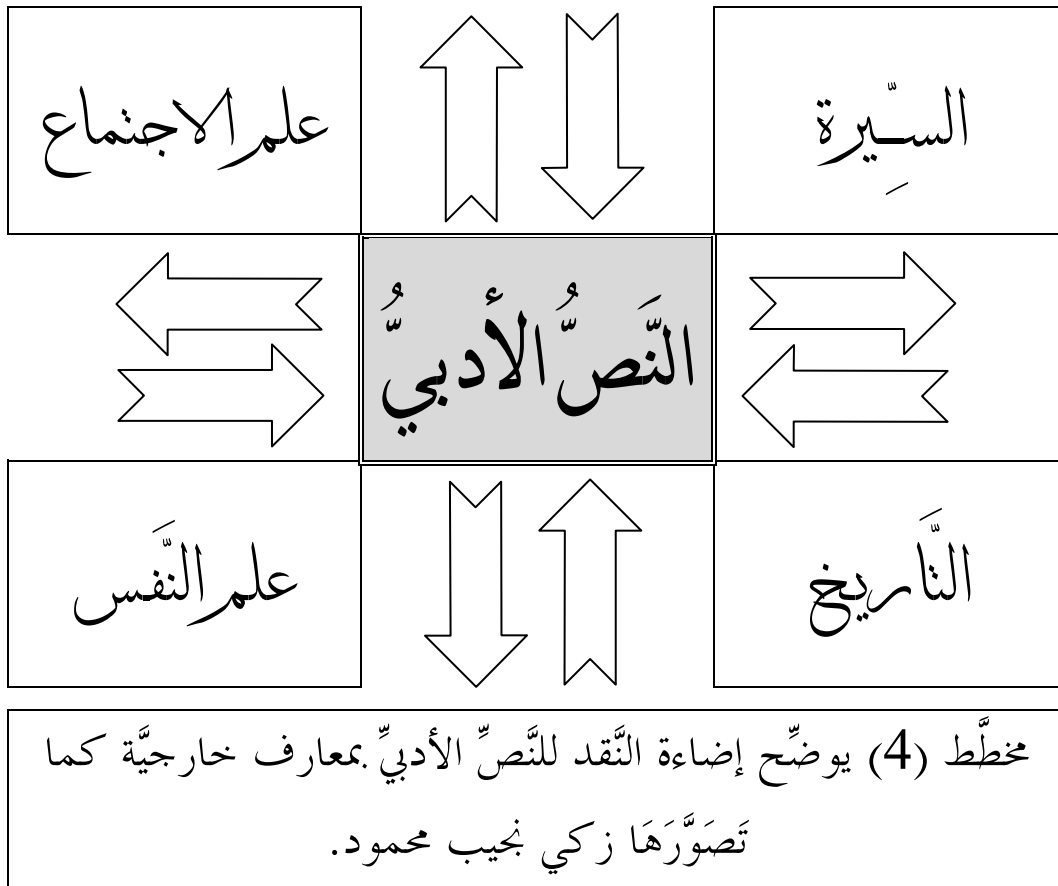 السِّيرة
علم الاجتماع
النَّصُّ الأدبيُّ
التَّاريخ
علم النَّفس
مخطَّط (4) يوضِّح إضاءة النَّقد للنَّصِّ الأدبيِّ بمعارف خارجيَّة كما
تَصَوَّرَهَا زكي نجيب محمود.